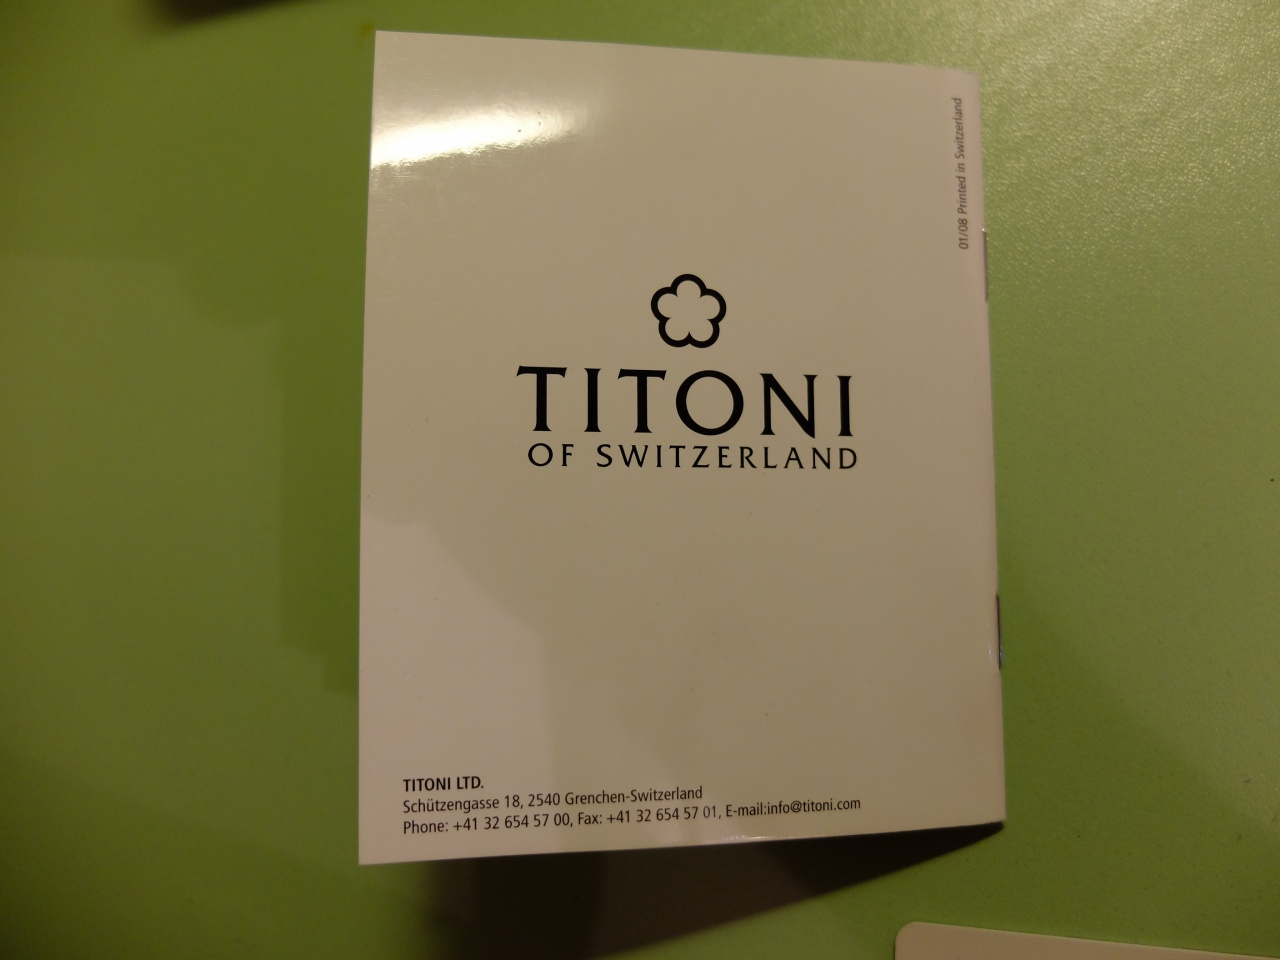 01/08 Printed in Switzerland
TITONI
OF SWITZERLAND
TITONI LTD.
Schützengasse 18, 2540 Grenchen-Switzerland
Phone: +41 32 654 57 00, Fax: +41 32 654 57 01, E-mail:info@titoni.com